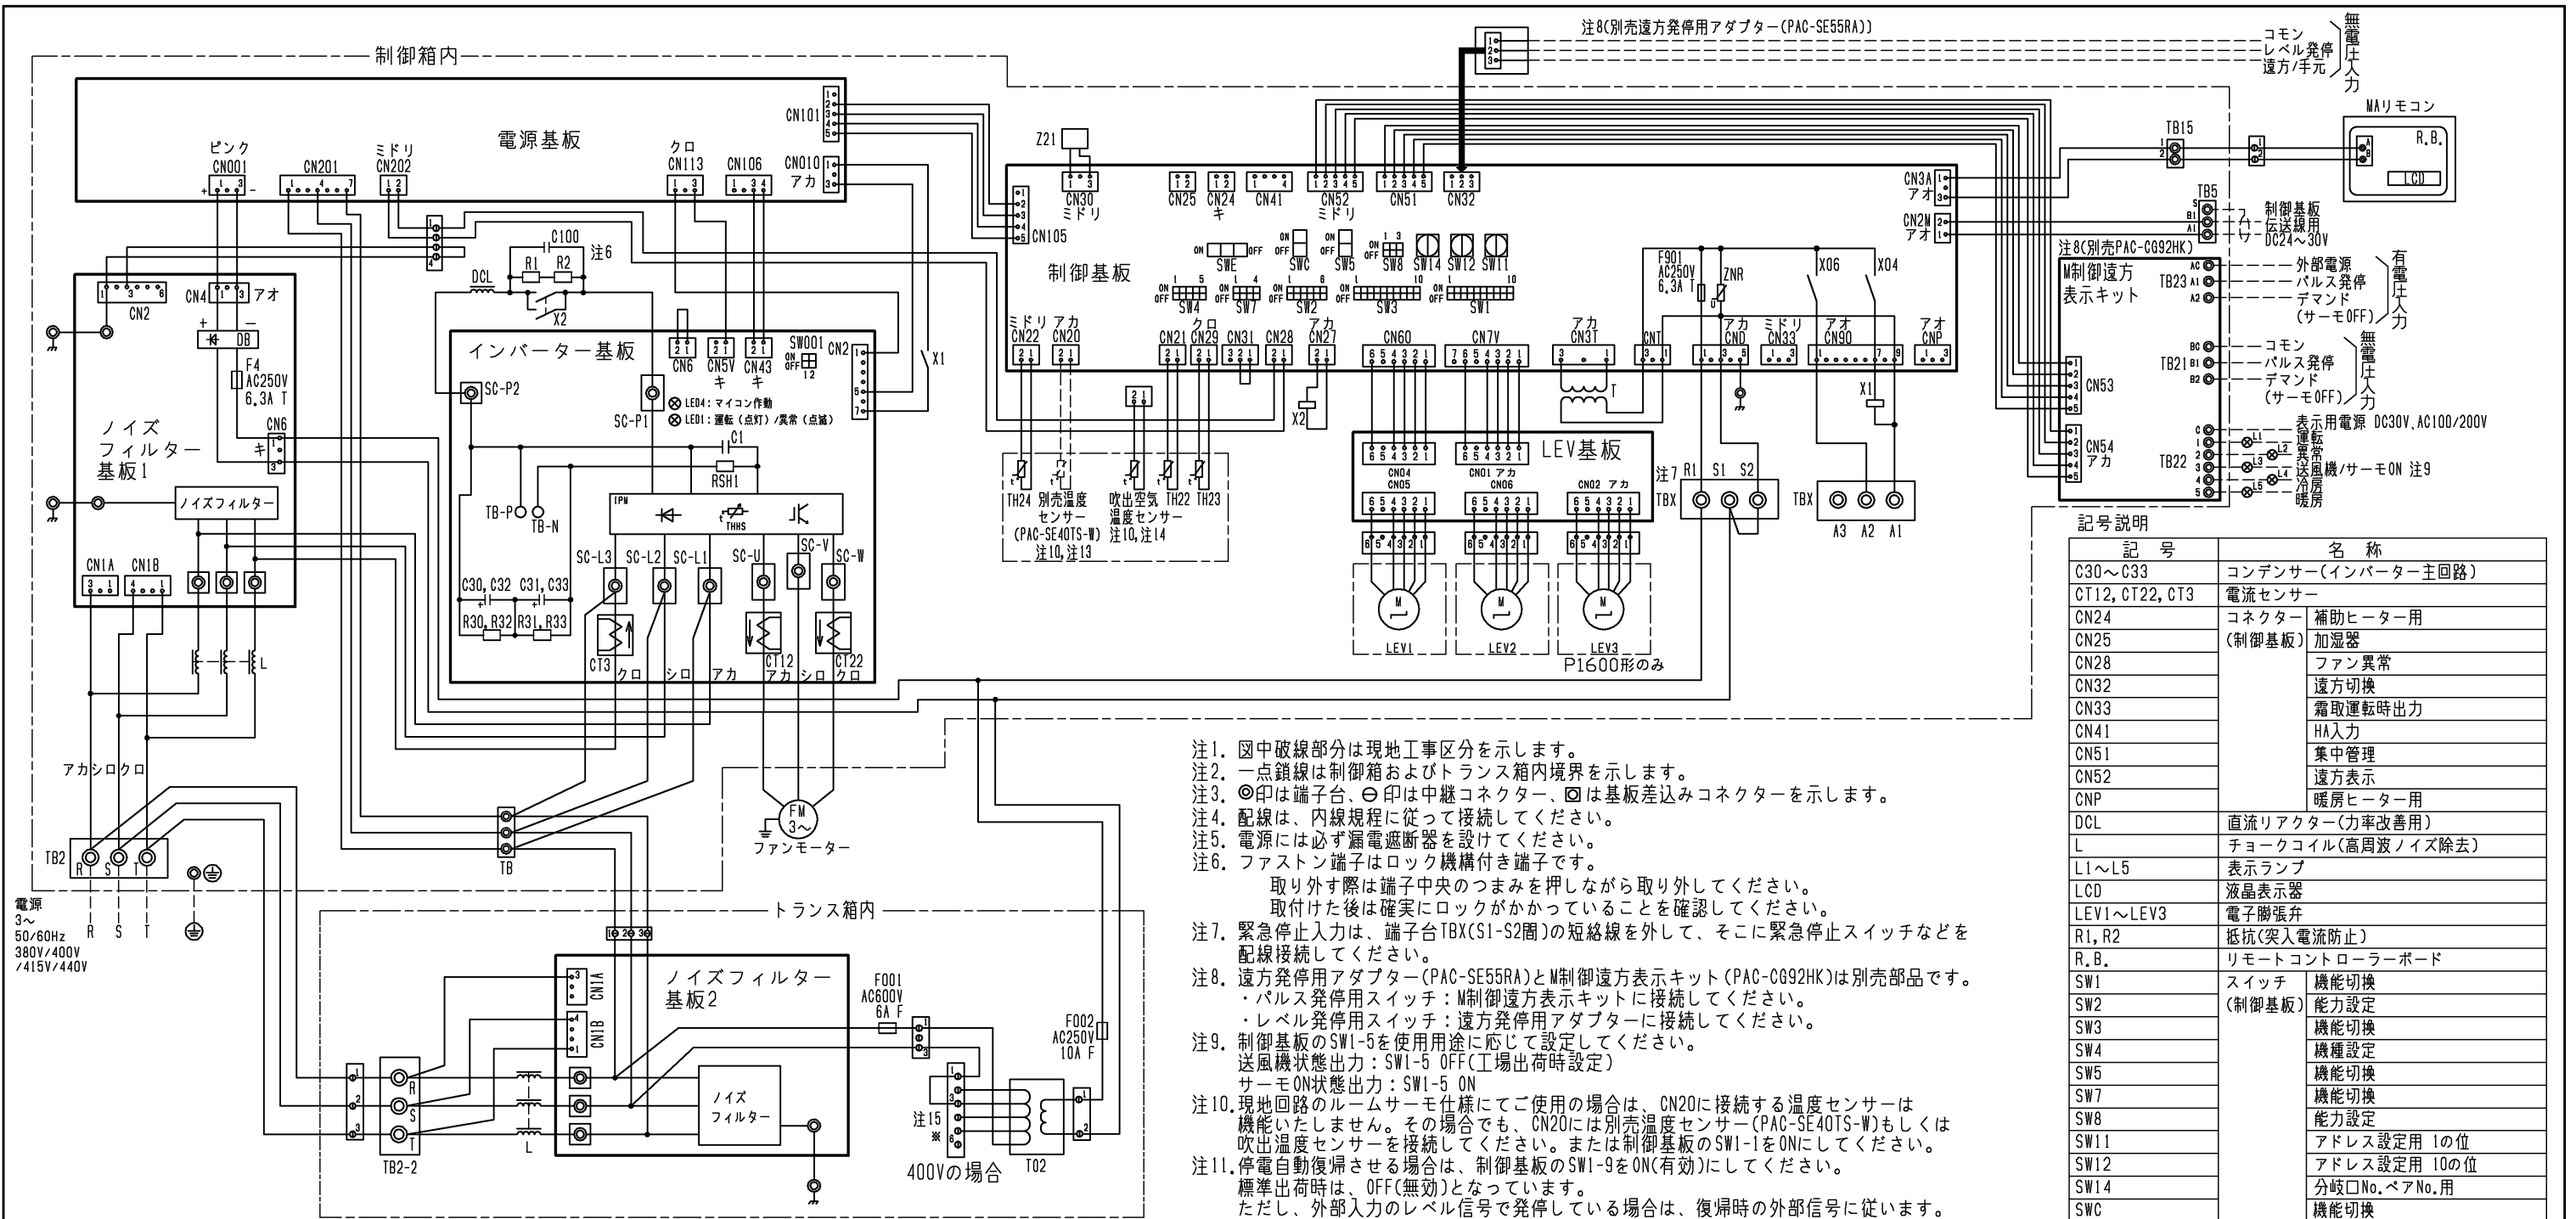 注8(別売遠方発停用アダプター(PAC-SE55RA))
コモン
レベル発停
遠方/手元
無電圧入力
制御箱内
電源基板
CN101
1
2
3
4
5
ピンク
CN001
+ 1 3 -
CN201
1 4 7
ミドリ
CN202
1 2
クロ
CN113
1 3
CN106
1 3 4
CN010
アカ
1
3
Z21
CN30
ミドリ
CN25
CN24
キ
CN41
CN52
ミドリ
CN51
CN32
CN3A
アオ
CN2M
アオ
CN105
制御基板
SWE
SWC
SW5
SW8
SW14
SW12
SW11
SW4
SW7
SW2
SW3
SW1
ON
OFF
F901
AC250V
6.3A T
ZNR
X06
X04
ミドリ
CN22
アカ
CN20
CN21
クロ
CN29
CN31
CN28
アカ
CN27
CN60
CN7V
アカ
CN3T
CNT
アカ
CND
ミドリ
CN33
アオ
CN90
アオ
CNP
X1
X2
T
TB15
MAリモコン
R.B.
LCD
A
B
TB5
S
B1
A1
制御基板
伝送線用
DC24~30V
注8(別売PAC-CG92HK)
M制御遠方
表示キット
TB23
AC
A1
A2
外部電源
パルス発停
デマンド
(サーモOFF)
有電圧入力
TB21
BC
B1
B2
コモン
パルス発停
デマンド
(サーモOFF)
無電圧入力
CN53
CN54
アカ
TB22
C
1
2
3
4
5
L1
L2
L3
L4
L5
表示用電源 DC30V、AC100/200V
運転
異常
送風機/サーモON 注9
冷房
暖房
CN2
CN4
アオ
+ -
DB
F4
AC250V
6.3A T
CN6
キ
ノイズ
フィルター
基板1
ノイズフィルター
CN1A
CN1B
L
アカシロクロ
TB2
R S T
電源
3~
50/60Hz
380V/400V
/415V/440V
R S T
C100
R1 R2
注6
DCL
X2
インバーター基板
SC-P2
SC-P1
CN6
CN5V
キ
CN43
キ
SW001
ON
OFF
1 2
CN2
X1
LED4:マイコン作動
LED1:運転(点灯)/異常(点滅)
C1
RSH1
TB-P
TB-N
IPM
THHS
SC-L3
SC-L2
SC-L1
SC-U
SC-V
SC-W
C30,C32
C31,C33
R30,R32
R31,R33
CT3
CT12
CT22
クロ シロ アカ
アカ シロ クロ
TB
FM
3~
ファンモーター
TH24
別売温度
センサー
(PAC-SE40TS-W)
注10,注13
吹出空気
温度センサー
注10,注14
TH22
TH23
LEV基板
CN04
CN05
CN01 アカ
CN06
CN02 アカ
M
LEV1
M
LEV2
M
LEV3
P1600形のみ
注7
R1 S1 S2
TBX
TBX
A3 A2 A1
トランス箱内
ノイズフィルター
基板2
CN1A
CN1B
ノイズ
フィルター
TB2-2
R
S
T
L
F001
AC600V
6A F
F002
AC250V
10A F
注15
※
400Vの場合
T02
注1. 図中破線部分は現地工事区分を示します。
注2. 一点鎖線は制御箱およびトランス箱内境界を示します。
注3. ◎印は端子台、⊖印は中継コネクター、回は基板差込みコネクターを示します。
注4. 配線は、内線規程に従って接続してください。
注5. 電源には必ず漏電遮断器を設けてください。
注6. ファストン端子はロック機構付き端子です。
取り外す際は端子中央のつまみを押しながら取り外してください。
取付けた後は確実にロックがかかっていることを確認してください。
注7. 緊急停止入力は、端子台TBX(S1-S2間)の短絡線を外して、そこに緊急停止スイッチなどを
配線接続してください。
注8. 遠方発停用アダプター(PAC-SE55RA)とM制御遠方表示キット(PAC-CG92HK)は別売部品です。
・パルス発停用スイッチ:M制御遠方表示キットに接続してください。
・レベル発停用スイッチ:遠方発停用アダプターに接続してください。
注9. 制御基板のSW1-5を使用用途に応じて設定してください。
送風機状態出力:SW1-5 OFF(工場出荷時設定)
サーモON状態出力:SW1-5 ON
注10.現地回路のルームサーモ仕様にてご使用の場合は、CN20に接続する温度センサーは
機能いたしません。その場合でも、CN20には別売温度センサー(PAC-SE40TS-W)もしくは
吹出温度センサーを接続してください。または制御基板のSW1-1をONにしてください。
注11.停電自動復帰させる場合は、制御基板のSW1-9をON(有効)にしてください。
標準出荷時は、OFF(無効)となっています。
ただし、外部入力のレベル信号で発停している場合は、復帰時の外部信号に従います。
記号説明
記 号 名 称
C30~C33 コンデンサー(インバーター主回路)
CT12,CT22,CT3 電流センサー
CN24 コネクター 補助ヒーター用
CN25 (制御基板) 加湿器
CN28 ファン異常
CN32 遠方切換
CN33 霜取運転時出力
CN41 HA入力
CN51 集中管理
CN52 遠方表示
CNP 暖房ヒーター用
DCL 直流リアクター(力率改善用)
L チョークコイル(高周波ノイズ除去)
L1~L5 表示ランプ
LCD 液晶表示器
LEV1~LEV3 電子膨張弁
R1,R2 抵抗(突入電流防止)
R.B. リモートコントローラーボード
SW1 スイッチ 機能切換
SW2 (制御基板) 能力設定
SW3 機能切換
SW4 機種設定
SW5 機能切換
SW7 機能切換
SW8 能力設定
SW11 アドレス設定用 1の位
SW12 アドレス設定用 10の位
SW14 分岐口No.ペアNo.用
SWC 機能切換